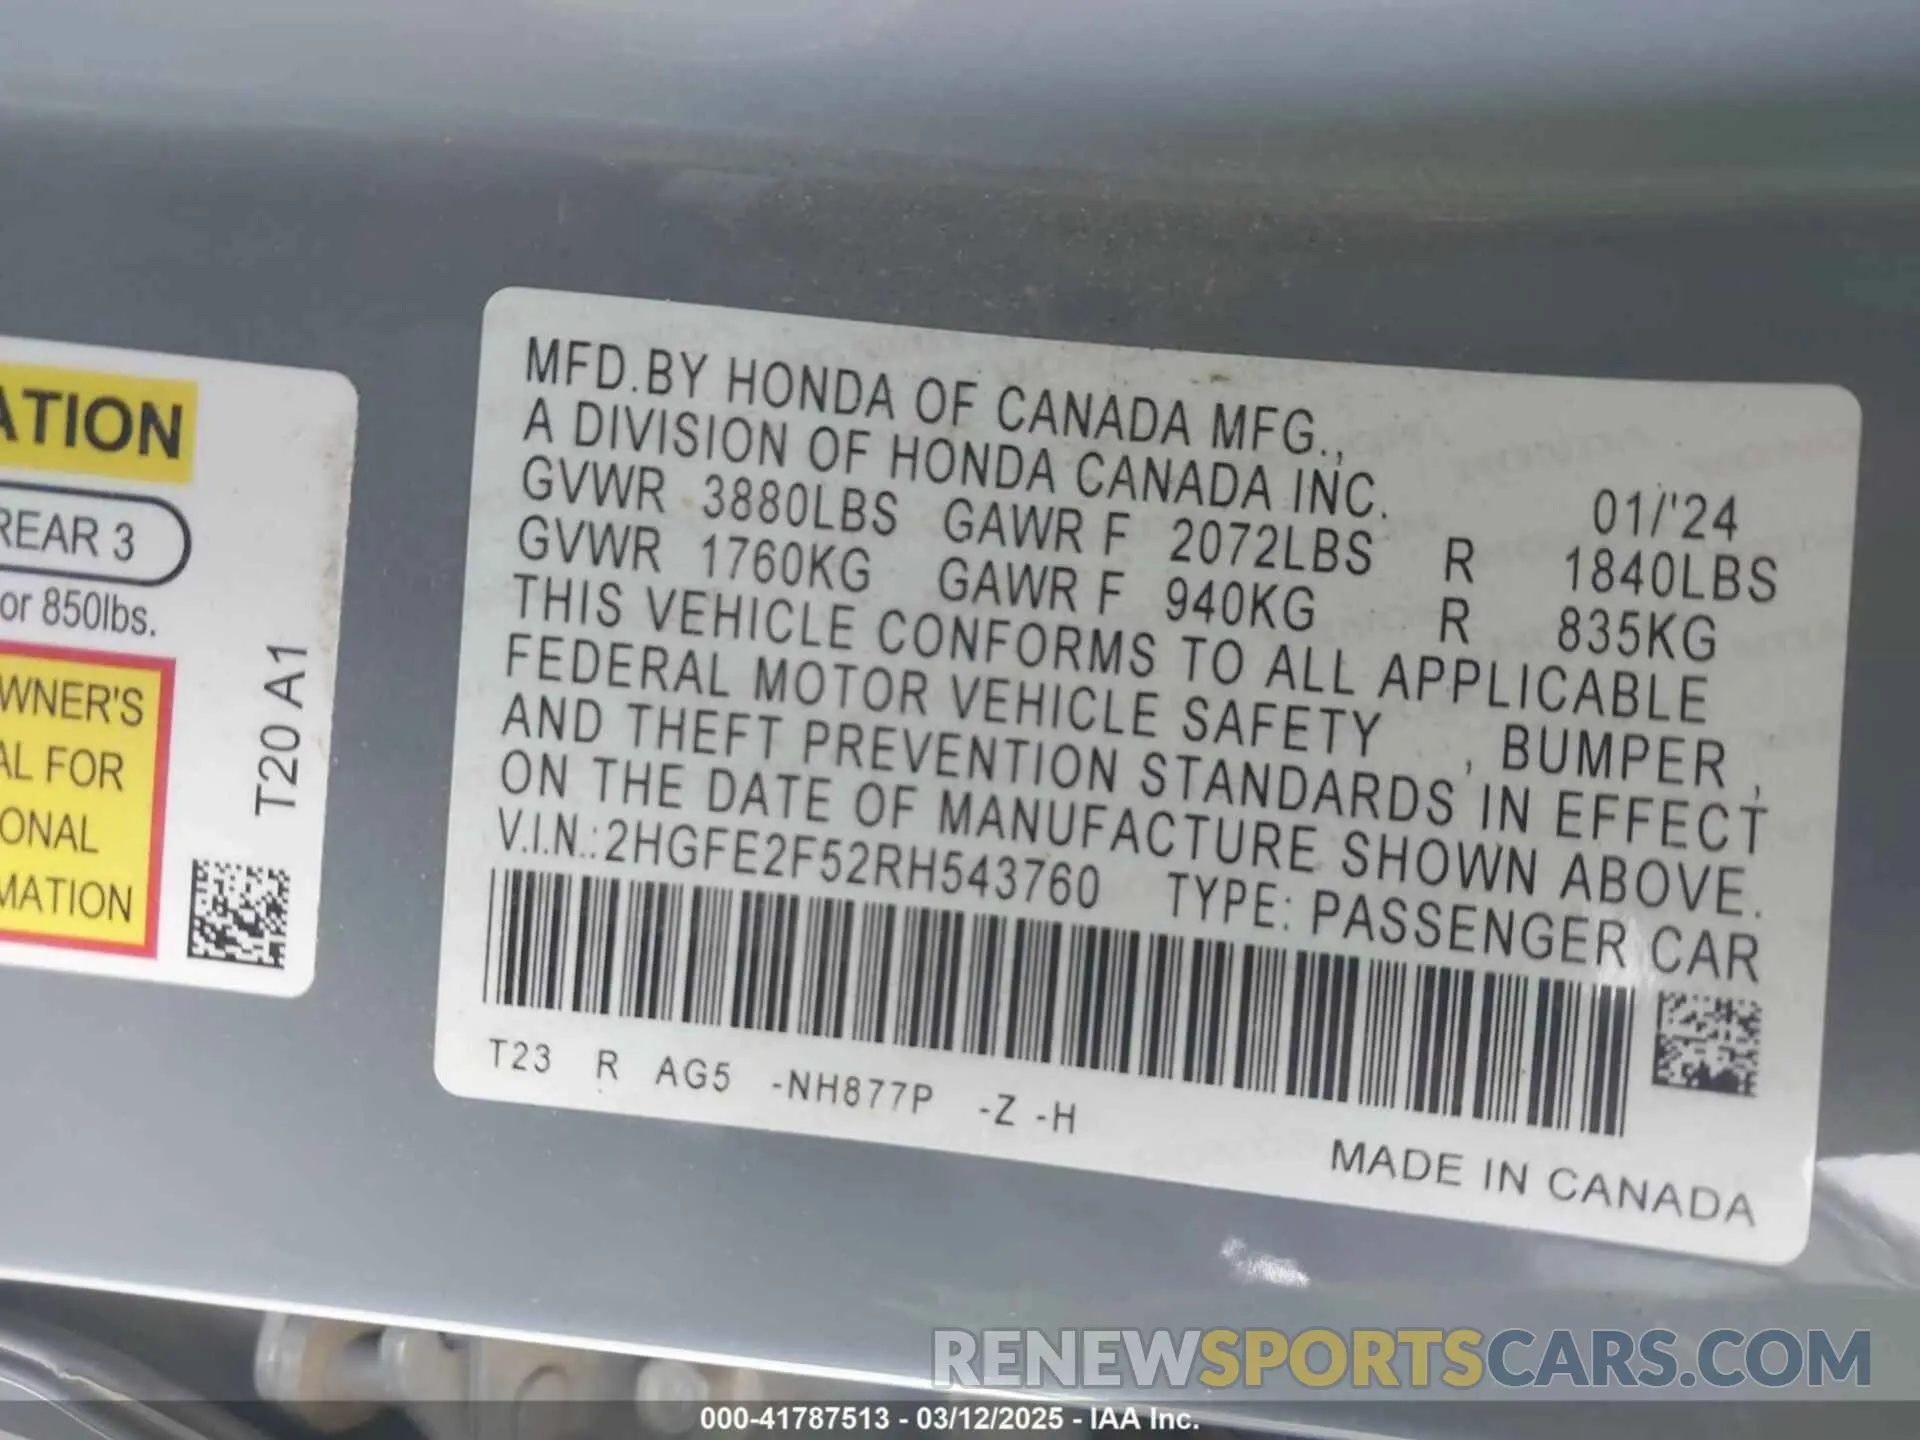 ATION
REAR 3
or 850lbs.
WNER'S
AL FOR
ONAL
MATION
T20 A1
MFD.BY HONDA OF CANADA MFG.,
A DIVISION OF HONDA CANADA INC. 01/'24
GVWR 3880LBS GAWR F 2072LBS R 1840LBS
GVWR 1760KG GAWR F 940KG R 835KG
THIS VEHICLE CONFORMS TO ALL APPLICABLE
FEDERAL MOTOR VEHICLE SAFETY , BUMPER ,
AND THEFT PREVENTION STANDARDS IN EFFECT
ON THE DATE OF MANUFACTURE SHOWN ABOVE.
V.I.N.:2HGFE2F52RH543760 TYPE: PASSENGER CAR
T23 R AG5 -NH877P -Z -H
MADE IN CANADA
RENEWSPORTSCARS.COM
000-41787513 - 03/12/2025 - IAA Inc.